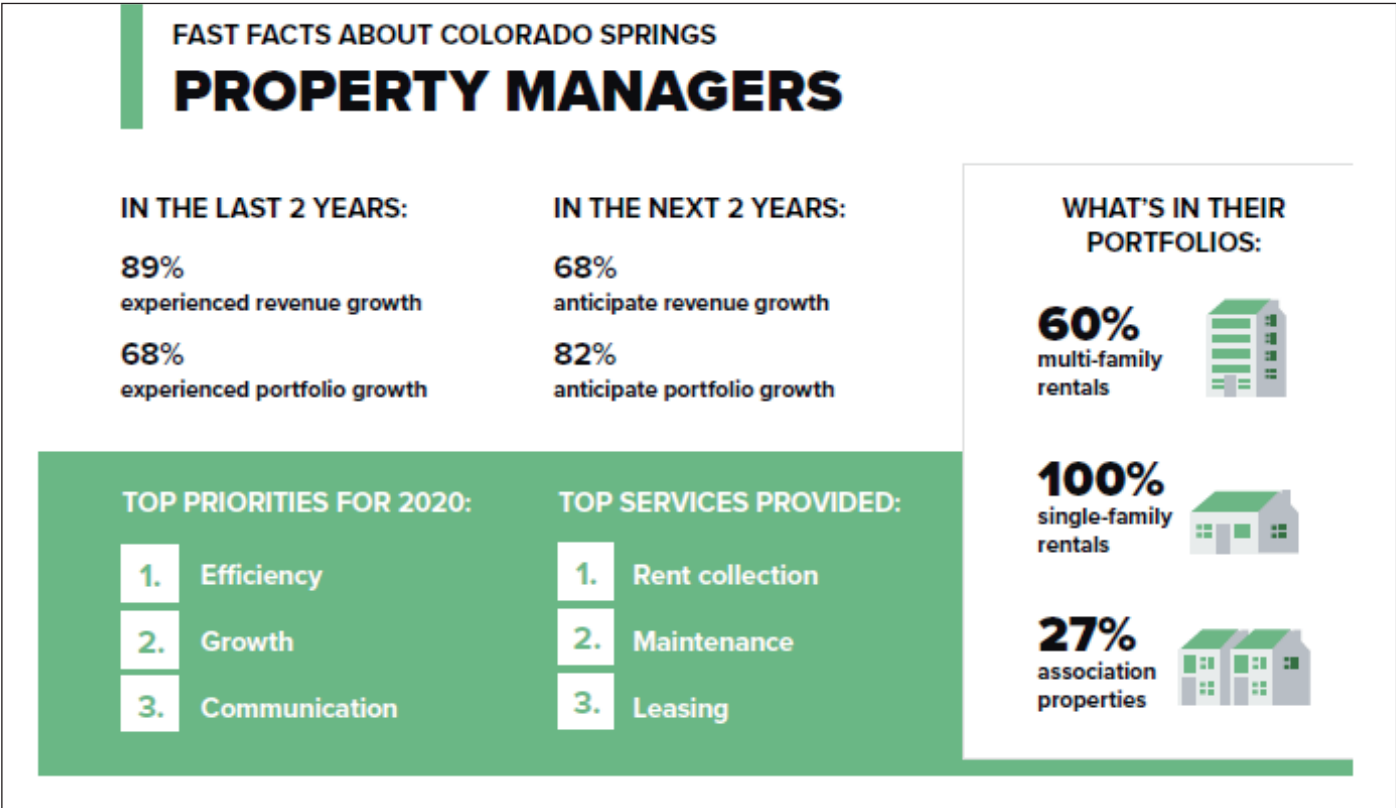 FAST FACTS ABOUT COLORADO SPRINGS
PROPERTY MANAGERS
IN THE LAST 2 YEARS:
89%
experienced revenue growth
68%
experienced portfolio growth
IN THE NEXT 2 YEARS:
68%
anticipate revenue growth
82%
anticipate portfolio growth
WHAT'S IN THEIR
PORTFOLIOS:
60%
multi-family
rentals
100%
single-family
rentals
27%
association
properties
TOP PRIORITIES FOR 2020:
1. Efficiency
2. Growth
3. Communication
TOP SERVICES PROVIDED:
1. Rent collection
2. Maintenance
3. Leasing